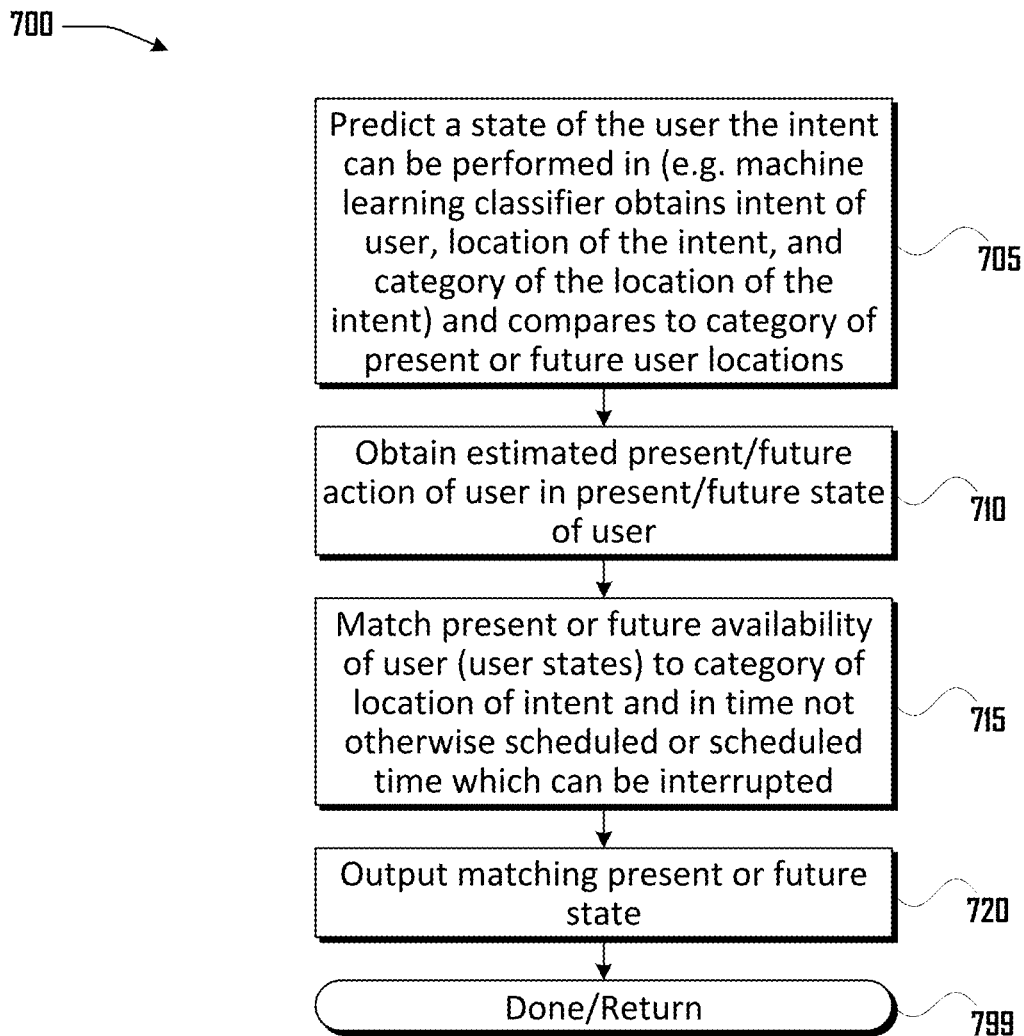 700
Predict a state of the user the intent
can be performed in (e.g. machine
learning classifier obtains intent of
user, location of the intent, and
category of the location of the
intent) and compares to category of
present or future user locations
705
Obtain estimated present/future
action of user in present/future state
of user
710
Match present or future availability
of user (user states) to category of
location of intent and in time not
otherwise scheduled or scheduled
time which can be interrupted
715
Output matching present or future
state
720
Done/Return
799